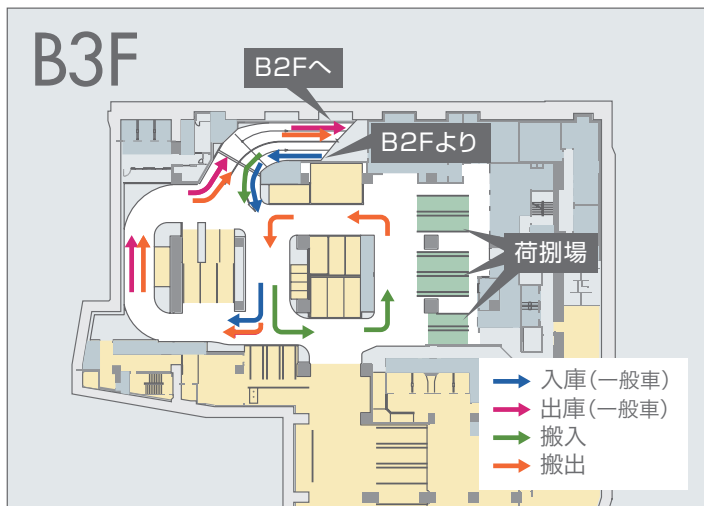 B3F
B2Fへ
B2Fより
荷捌場
入庫(一般車)
出庫(一般車)
搬入
搬出